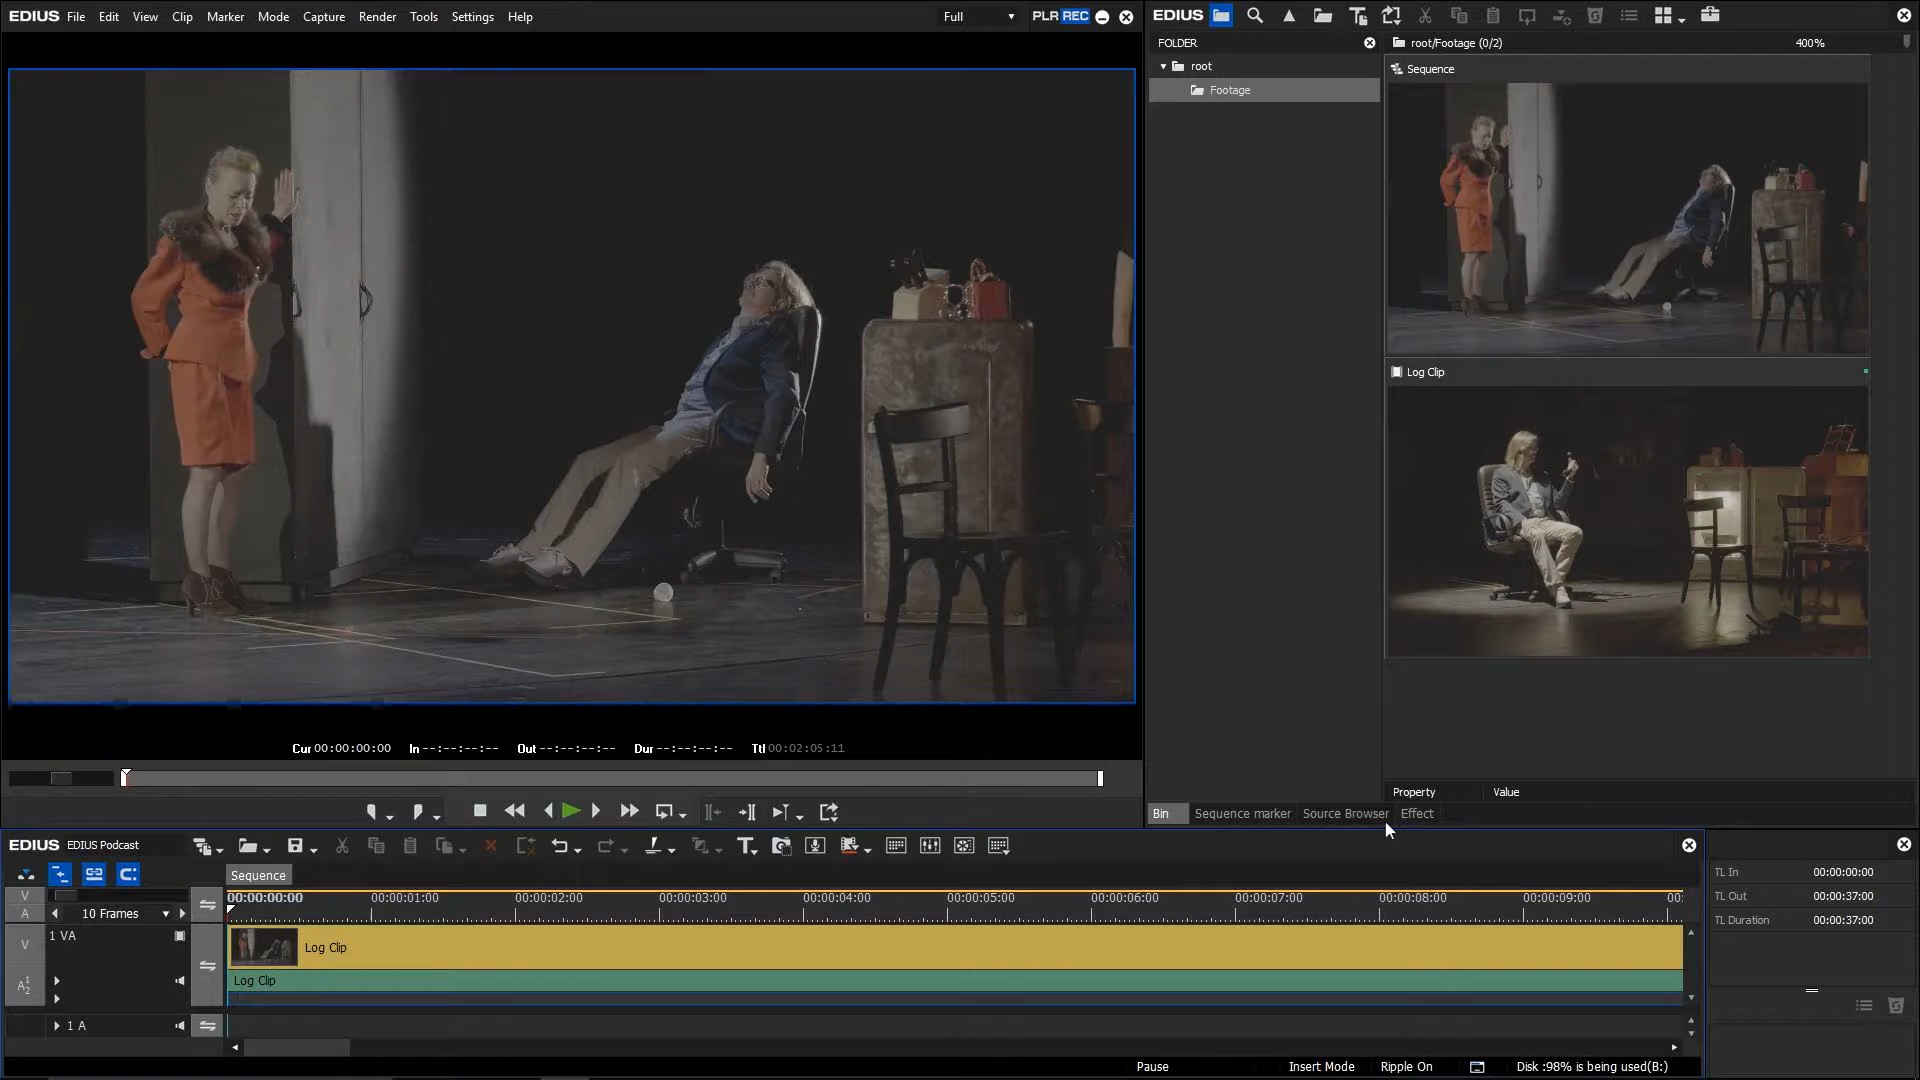 EDIUS File Edit View Clip Marker Mode Capture Render Tools Settings Help Full PLR REC
Cur 00:00:00:00 In --:--:--:-- Out --:--:--:-- Dur --:--:--:-- Ttl 00:02:05:11
EDIUS
FOLDER
root
Footage
root/Footage (0/2) 400%
Sequence
Log Clip
Property Value
Bin Sequence marker Source Browser Effect
EDIUS EDIUS Podcast
Sequence
00:00:00:00 00:00:01:00 00:00:02:00 00:00:03:00 00:00:04:00 00:00:05:00 00:00:06:00 00:00:07:00 00:00:08:00 00:00:09:00 00:
V
A 10 Frames
V 1 VA Log Clip
A 1 2 Log Clip
1 A
TL In 00:00:00:00
TL Out 00:00:37:00
TL Duration 00:00:37:00
Pause Insert Mode Ripple On Disk :98% is being used(B:)